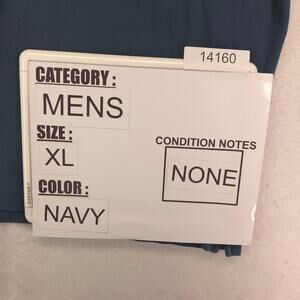 14160
CATEGORY:
MENS
SIZE:
XL
CONDITION NOTES
NONE
COLOR:
NAVY